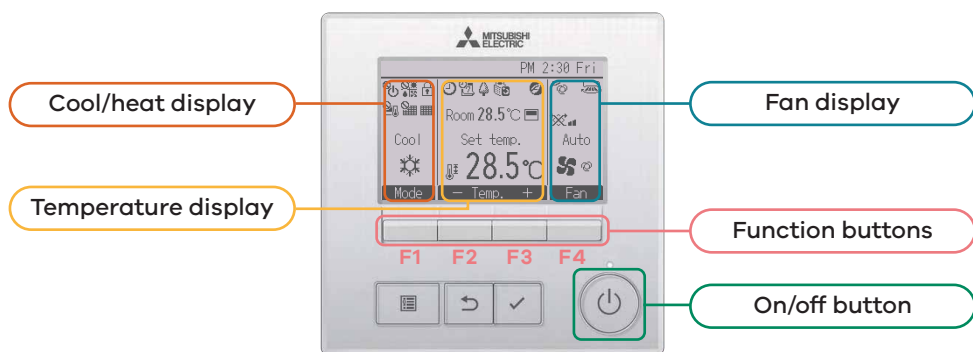 MITSUBISHI
ELECTRIC
PM 2:30 Fri
Cool/heat display
Fan display
Room 28.5°C
Cool
Set temp.
Auto
28.5°C
Mode
− Temp. +
Fan
Temperature display
Function buttons
F1 F2 F3 F4
On/off button